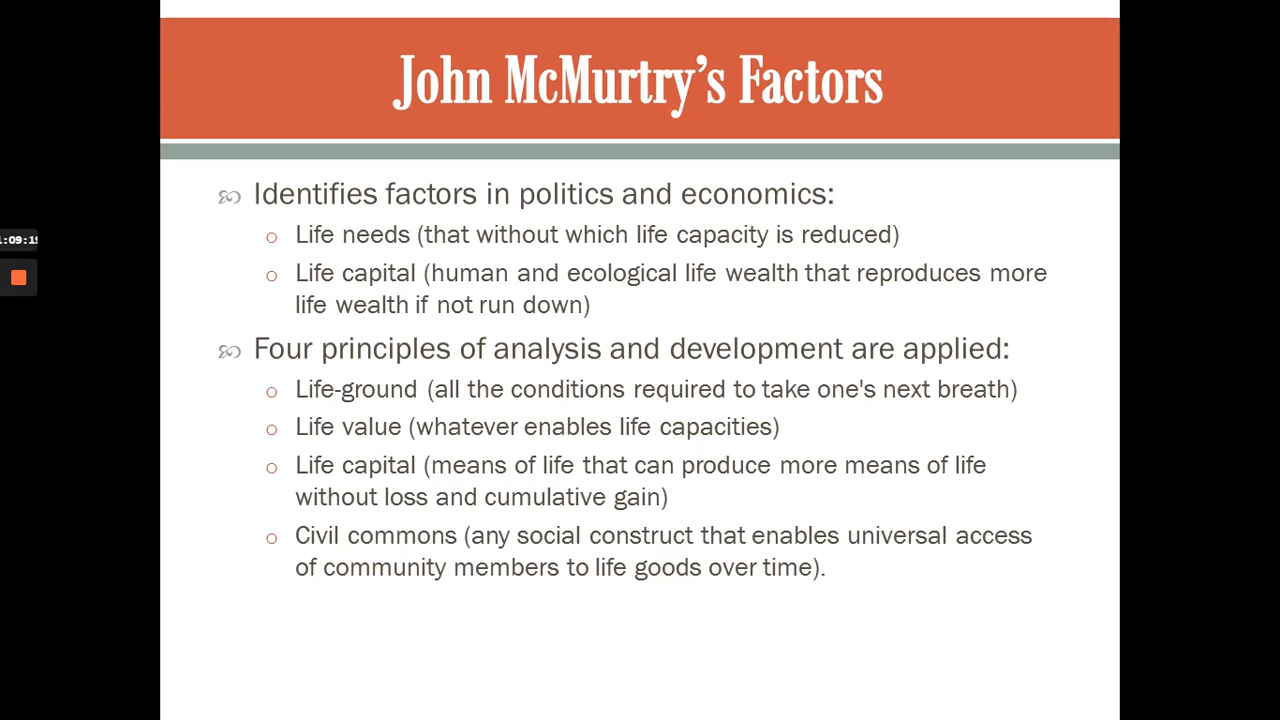 John McMurtry’s Factors
Identifies factors in politics and economics:
Life needs (that without which life capacity is reduced)
Life capital (human and ecological life wealth that reproduces more
life wealth if not run down)
Four principles of analysis and development are applied:
Life-ground (all the conditions required to take one's next breath)
Life value (whatever enables life capacities)
Life capital (means of life that can produce more means of life
without loss and cumulative gain)
Civil commons (any social construct that enables universal access
of community members to life goods over time).